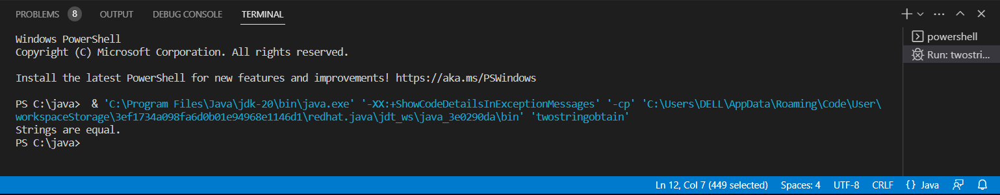 PROBLEMS 8 OUTPUT DEBUG CONSOLE TERMINAL
Windows PowerShell
Copyright (C) Microsoft Corporation. All rights reserved.
Install the latest PowerShell for new features and improvements! https://aka.ms/PSWindows
PS C:\java>  & 'C:\Program Files\Java\jdk-20\bin\java.exe' '-XX:+ShowCodeDetailsInExceptionMessages' '-cp' 'C:\Users\DELL\AppData\Roaming\Code\User\
workspaceStorage\3ef1734a098fa6d0b01e94968e1146d1\redhat.java\jdt_ws\java_3e0290da\bin' 'twostringobtain'
Strings are equal.
PS C:\java>
powershell
Run: twostri...
Ln 12, Col 7 (449 selected) Spaces: 4 UTF-8 CRLF {} Java